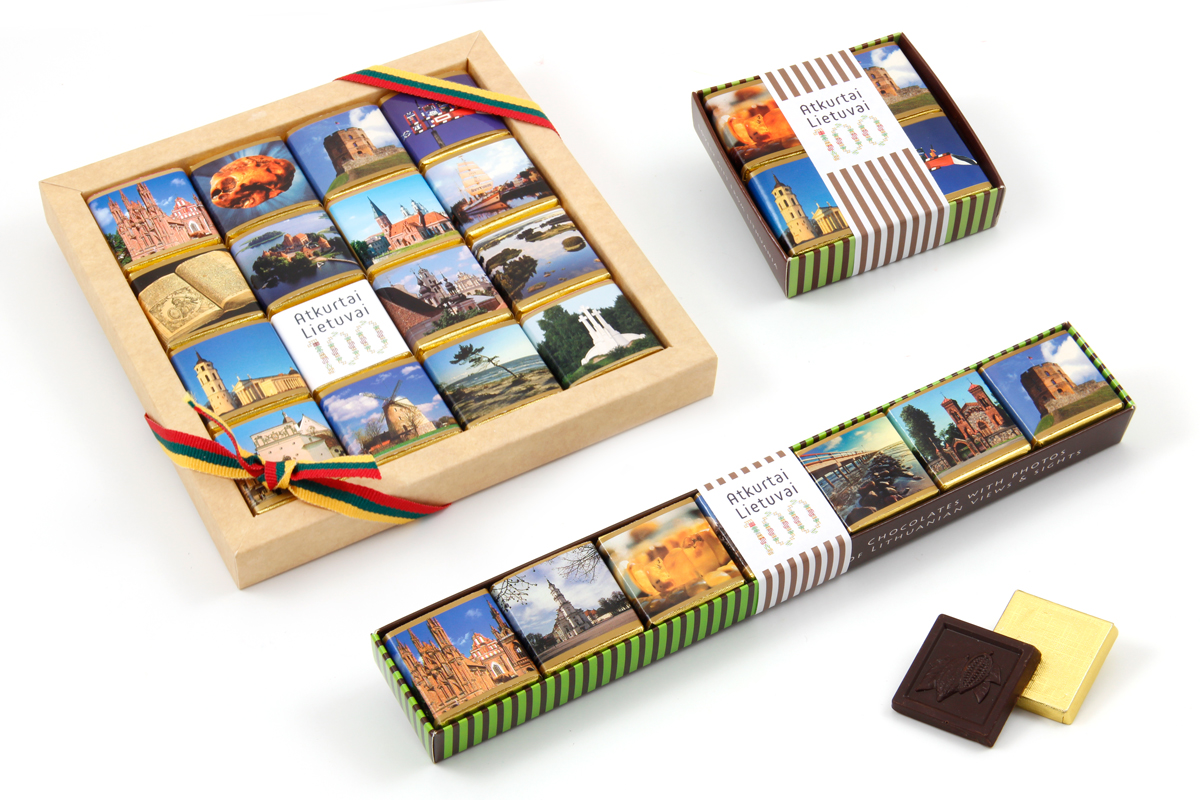 Atkurtai
Lietuvai
100
Atkurtai
Lietuvai
100
Atkurtai
Lietuvai
100
CHOCOLATES WITH PHOTOS
OF LITHUANIAN VIEWS & SIGHTS